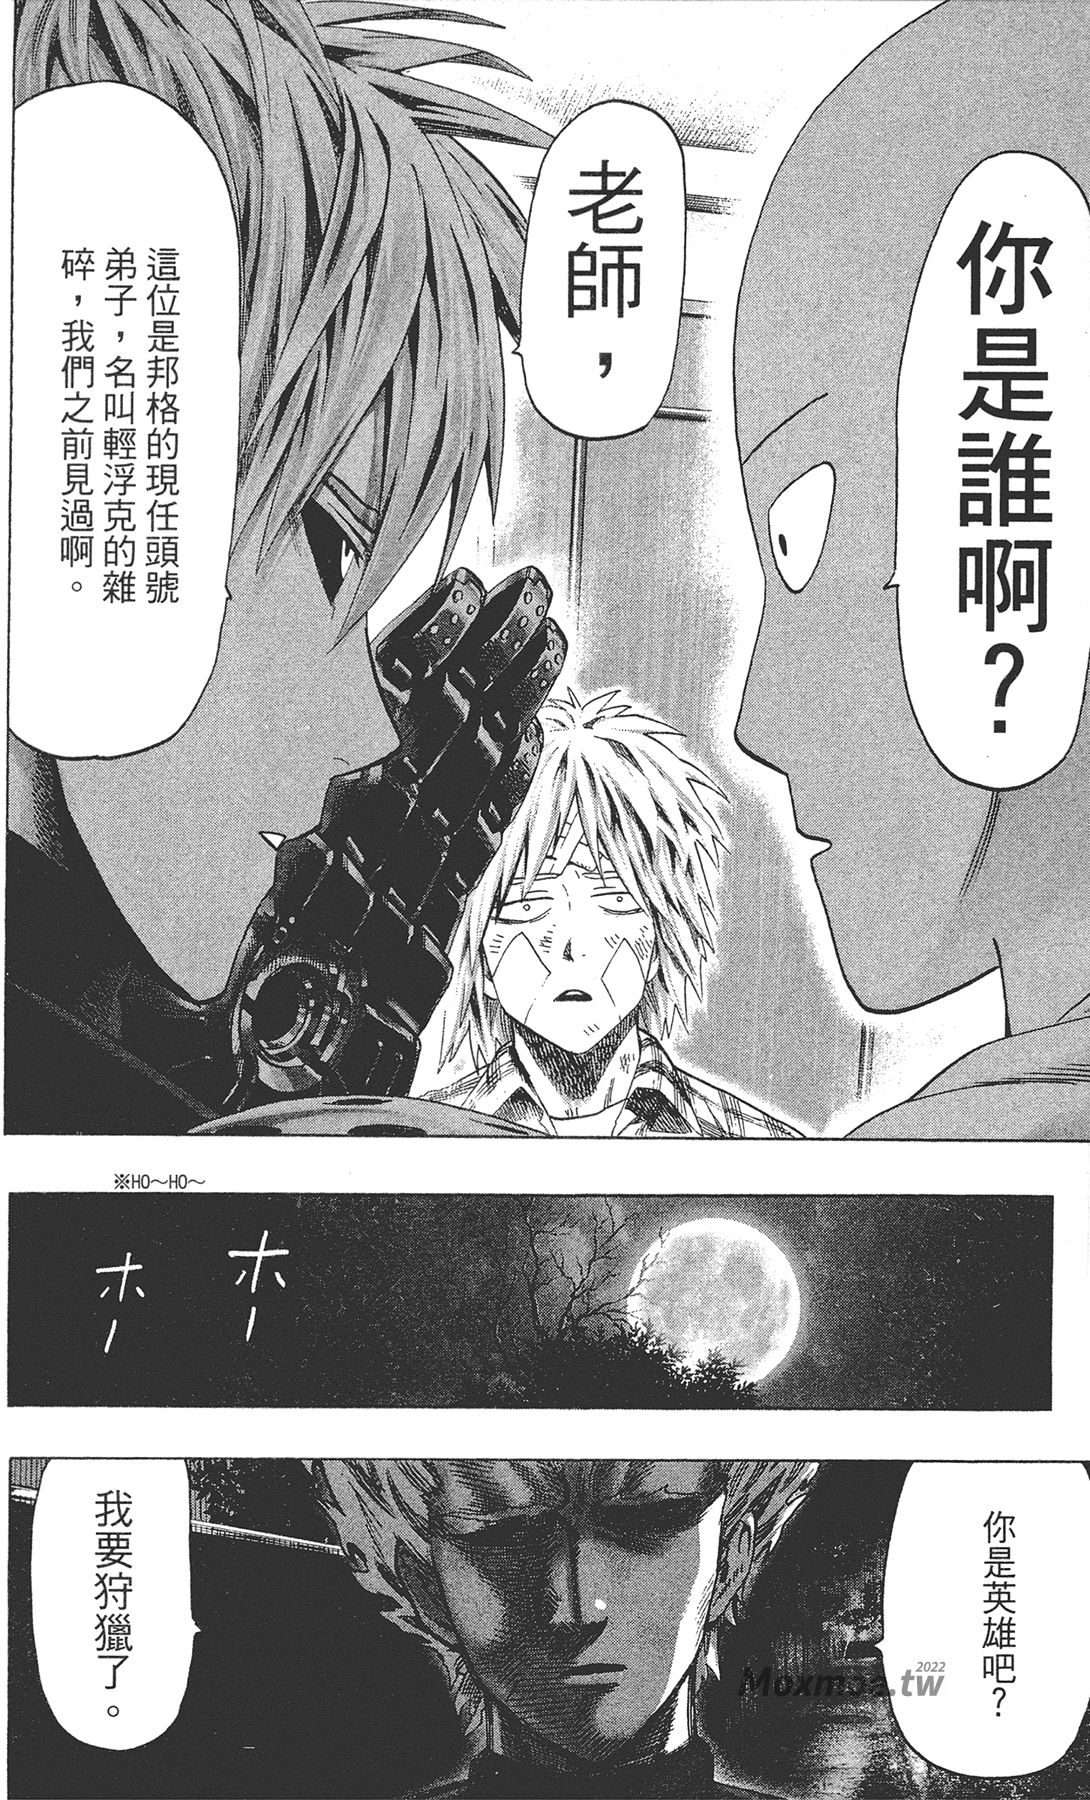 你是誰啊？
老師，
這位是邦格的現任頭號
弟子，名叫輕浮克的雜
碎，我們之前見過啊。
※HO～HO～
ホー
ホー
你是英雄吧？
我要狩獵了。
Moxmoa.tw
2022